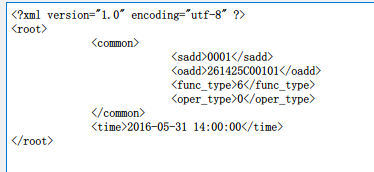 <?xml version="1.0" encoding="utf-8" ?>
<root>
<common>
<sadd>0001</sadd>
<oadd>261425C00101</oadd>
<func_type>6</func_type>
<oper_type>0</oper_type>
</common>
<time>2016-05-31 14:00:00</time>
</root>